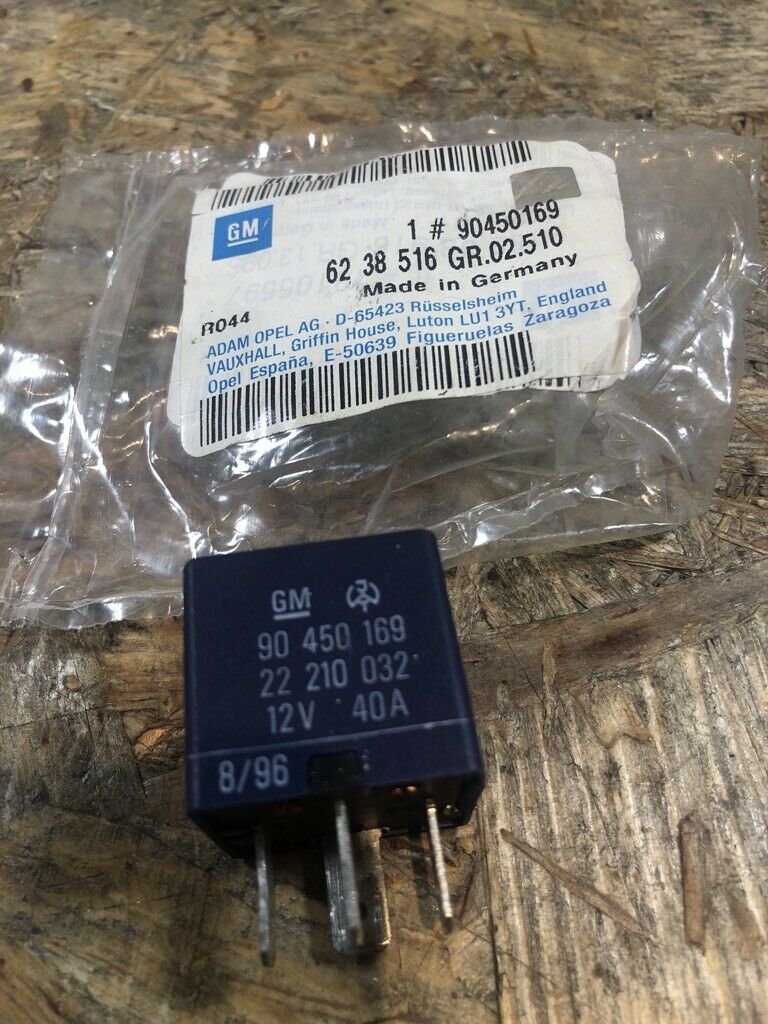 GM
1 # 90450169
62 38 516 GR.02.510
Made in Germany
R044
ADAM OPEL AG · D-65423 Rüsselsheim
VAUXHALL, Griffin House, Luton LU1 3YT, England
Opel España, E-50639 Figueruelas Zaragoza
GM
90 450 169
22 210 032
12V 40A
8/96